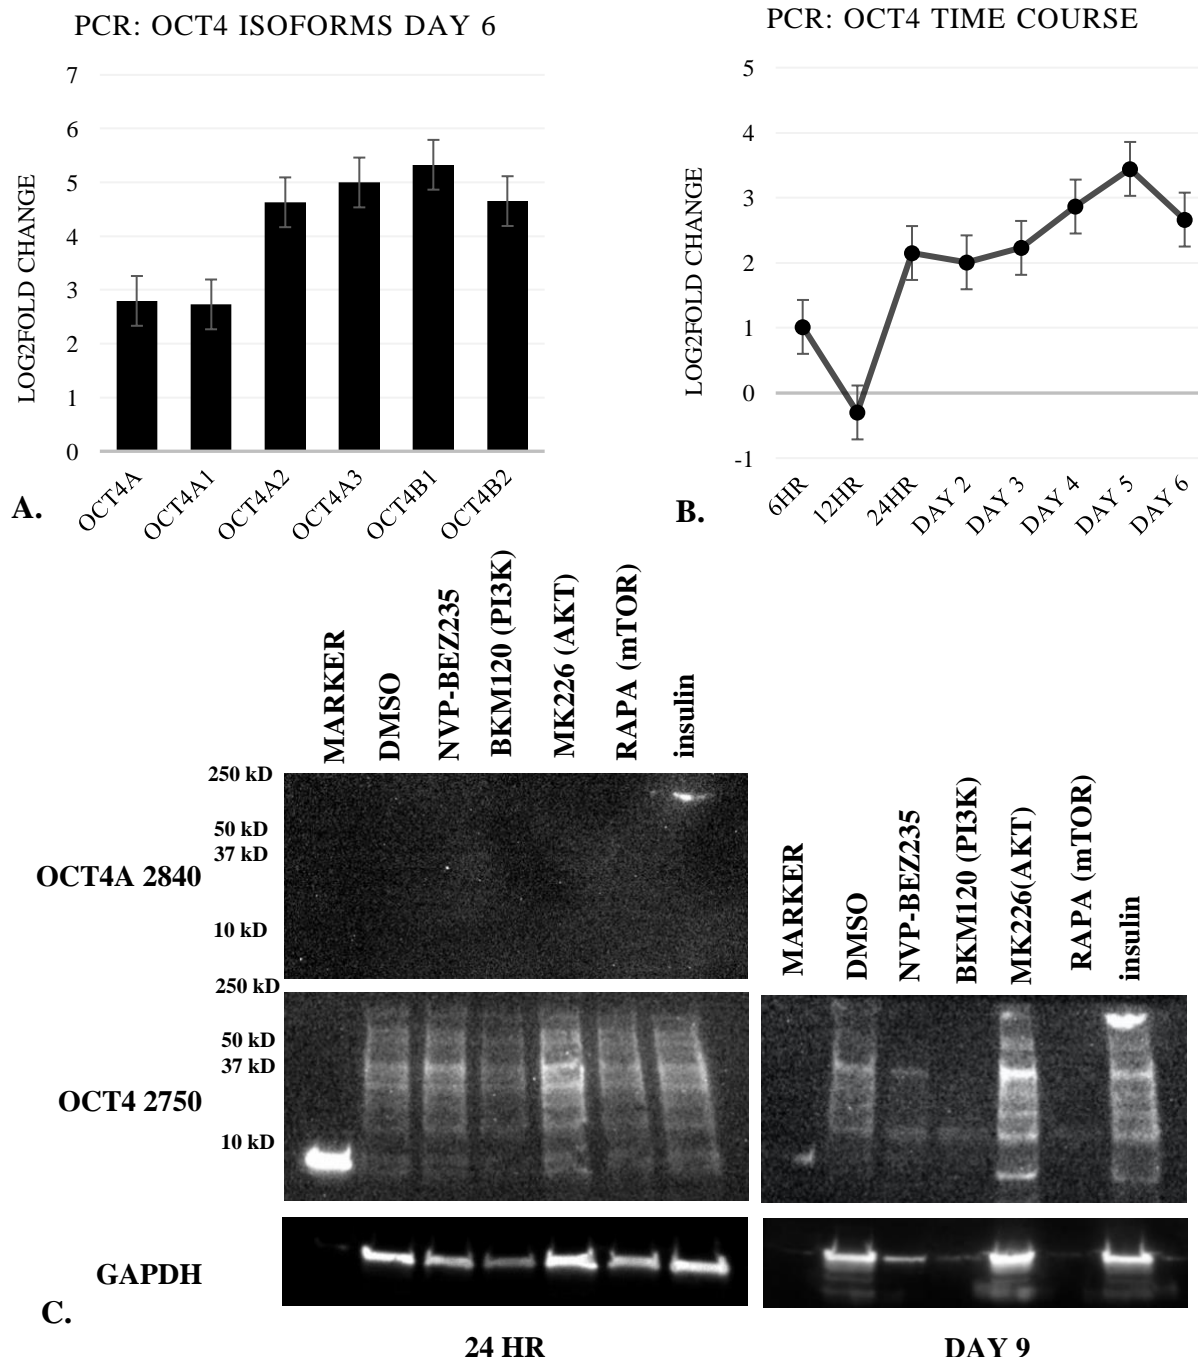 PCR: OCT4 ISOFORMS DAY 6
7
6
5
4
3
2
1
0
LOG2FOLD CHANGE
OCT4A
OCT4A1
OCT4A2
OCT4A3
OCT4B1
OCT4B2
A.
PCR: OCT4 TIME COURSE
5
4
3
2
1
0
-1
LOG2FOLD CHANGE
6HR
12HR
24HR
DAY 2
DAY 3
DAY 4
DAY 5
DAY 6
B.
MARKER
DMSO
NVP-BEZ235
BKM120 (PI3K)
MK226 (AKT)
RAPA (mTOR)
insulin
250 kD
50 kD
37 kD
OCT4A 2840
10 kD
MARKER
DMSO
NVP-BEZ235
BKM120 (PI3K)
MK226(AKT)
RAPA (mTOR)
insulin
250 kD
50 kD
37 kD
OCT4 2750
10 kD
GAPDH
C.
24 HR
DAY 9